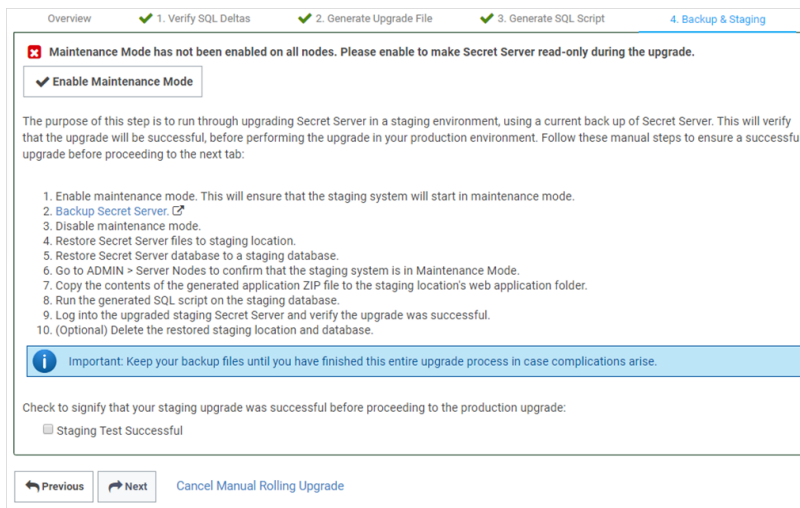 Overview 1. Verify SQL Deltas 2. Generate Upgrade File 3. Generate SQL Script 4. Backup & Staging
Maintenance Mode has not been enabled on all nodes. Please enable to make Secret Server read-only during the upgrade.
Enable Maintenance Mode
The purpose of this step is to run through upgrading Secret Server in a staging environment, using a current back up of Secret Server. This will verify
that the upgrade will be successful, before performing the upgrade in your production environment. Follow these manual steps to ensure a successfu
upgrade before proceeding to the next tab:
1. Enable maintenance mode. This will ensure that the staging system will start in maintenance mode.
2. Backup Secret Server.
3. Disable maintenance mode.
4. Restore Secret Server files to staging location.
5. Restore Secret Server database to a staging database.
6. Go to ADMIN > Server Nodes to confirm that the staging system is in Maintenance Mode.
7. Copy the contents of the generated application ZIP file to the staging location's web application folder.
8. Run the generated SQL script on the staging database.
9. Log into the upgraded staging Secret Server and verify the upgrade was successful.
10. (Optional) Delete the restored staging location and database.
Important: Keep your backup files until you have finished this entire upgrade process in case complications arise.
Check to signify that your staging upgrade was successful before proceeding to the production upgrade:
Staging Test Successful
Previous Next Cancel Manual Rolling Upgrade